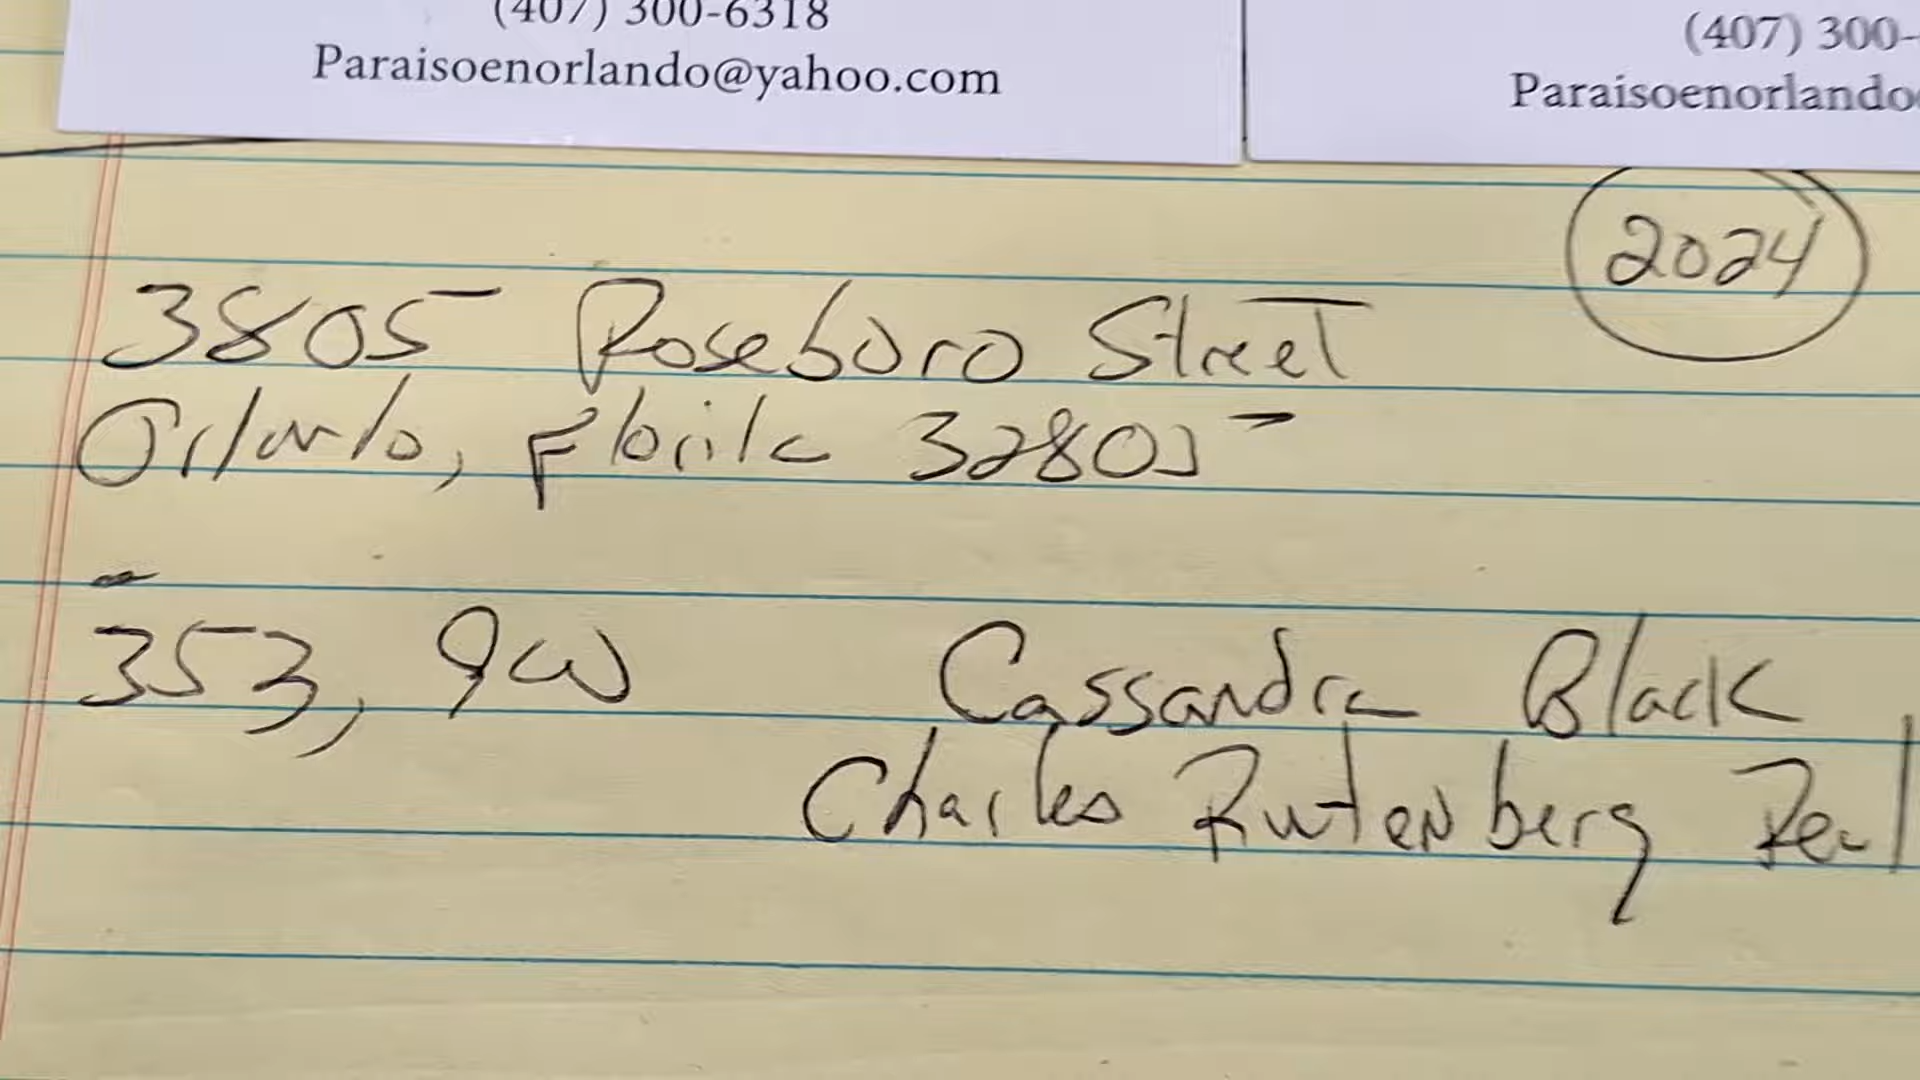 (407) 300-6318
Paraisoenorlando@yahoo.com
(407) 300-
Paraisoenorlando
2024
3805 Roseboro Street
Orlando, Florida 32805
353,900
Cassandra Black
Charles Rutenberg Real